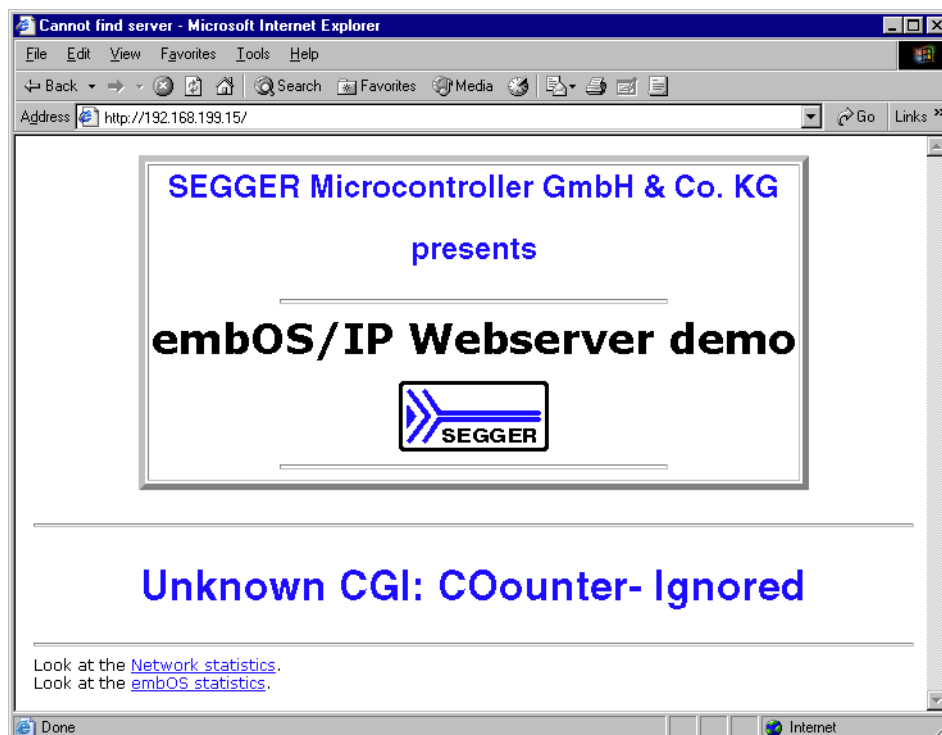 Cannot find server - Microsoft Internet Explorer
File Edit View Favorites Tools Help
Back Search Favorites Media
Address http://192.168.199.15/ Go Links »
SEGGER Microcontroller GmbH & Co. KG
presents
embOS/IP Webserver demo
SEGGER
Unknown CGI: COounter- Ignored
Look at the Network statistics.
Look at the embOS statistics.
Done Internet